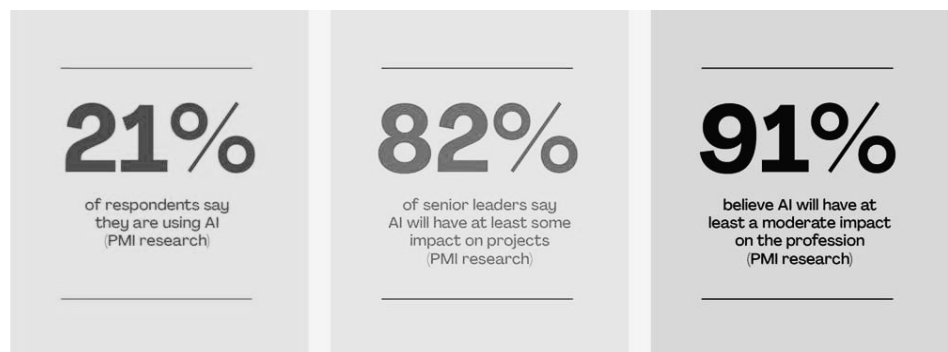 21%
of respondents say
they are using AI
(PMI research)
82%
of senior leaders say
AI will have at least some
impact on projects
(PMI research)
91%
believe AI will have at
least a moderate impact
on the profession
(PMI research)